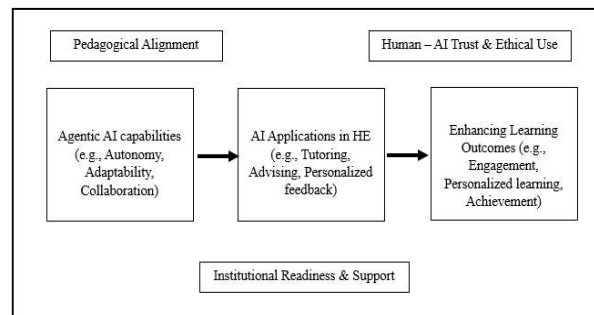 Pedagogical Alignment
Human – AI Trust & Ethical Use
Agentic AI capabilities
(e.g., Autonomy,
Adaptability,
Collaboration)
AI Applications in HE
(e.g., Tutoring,
Advising, Personalized
feedback)
Enhancing Learning
Outcomes (e.g.,
Engagement,
Personalized learning,
Achievement)
Institutional Readiness & Support